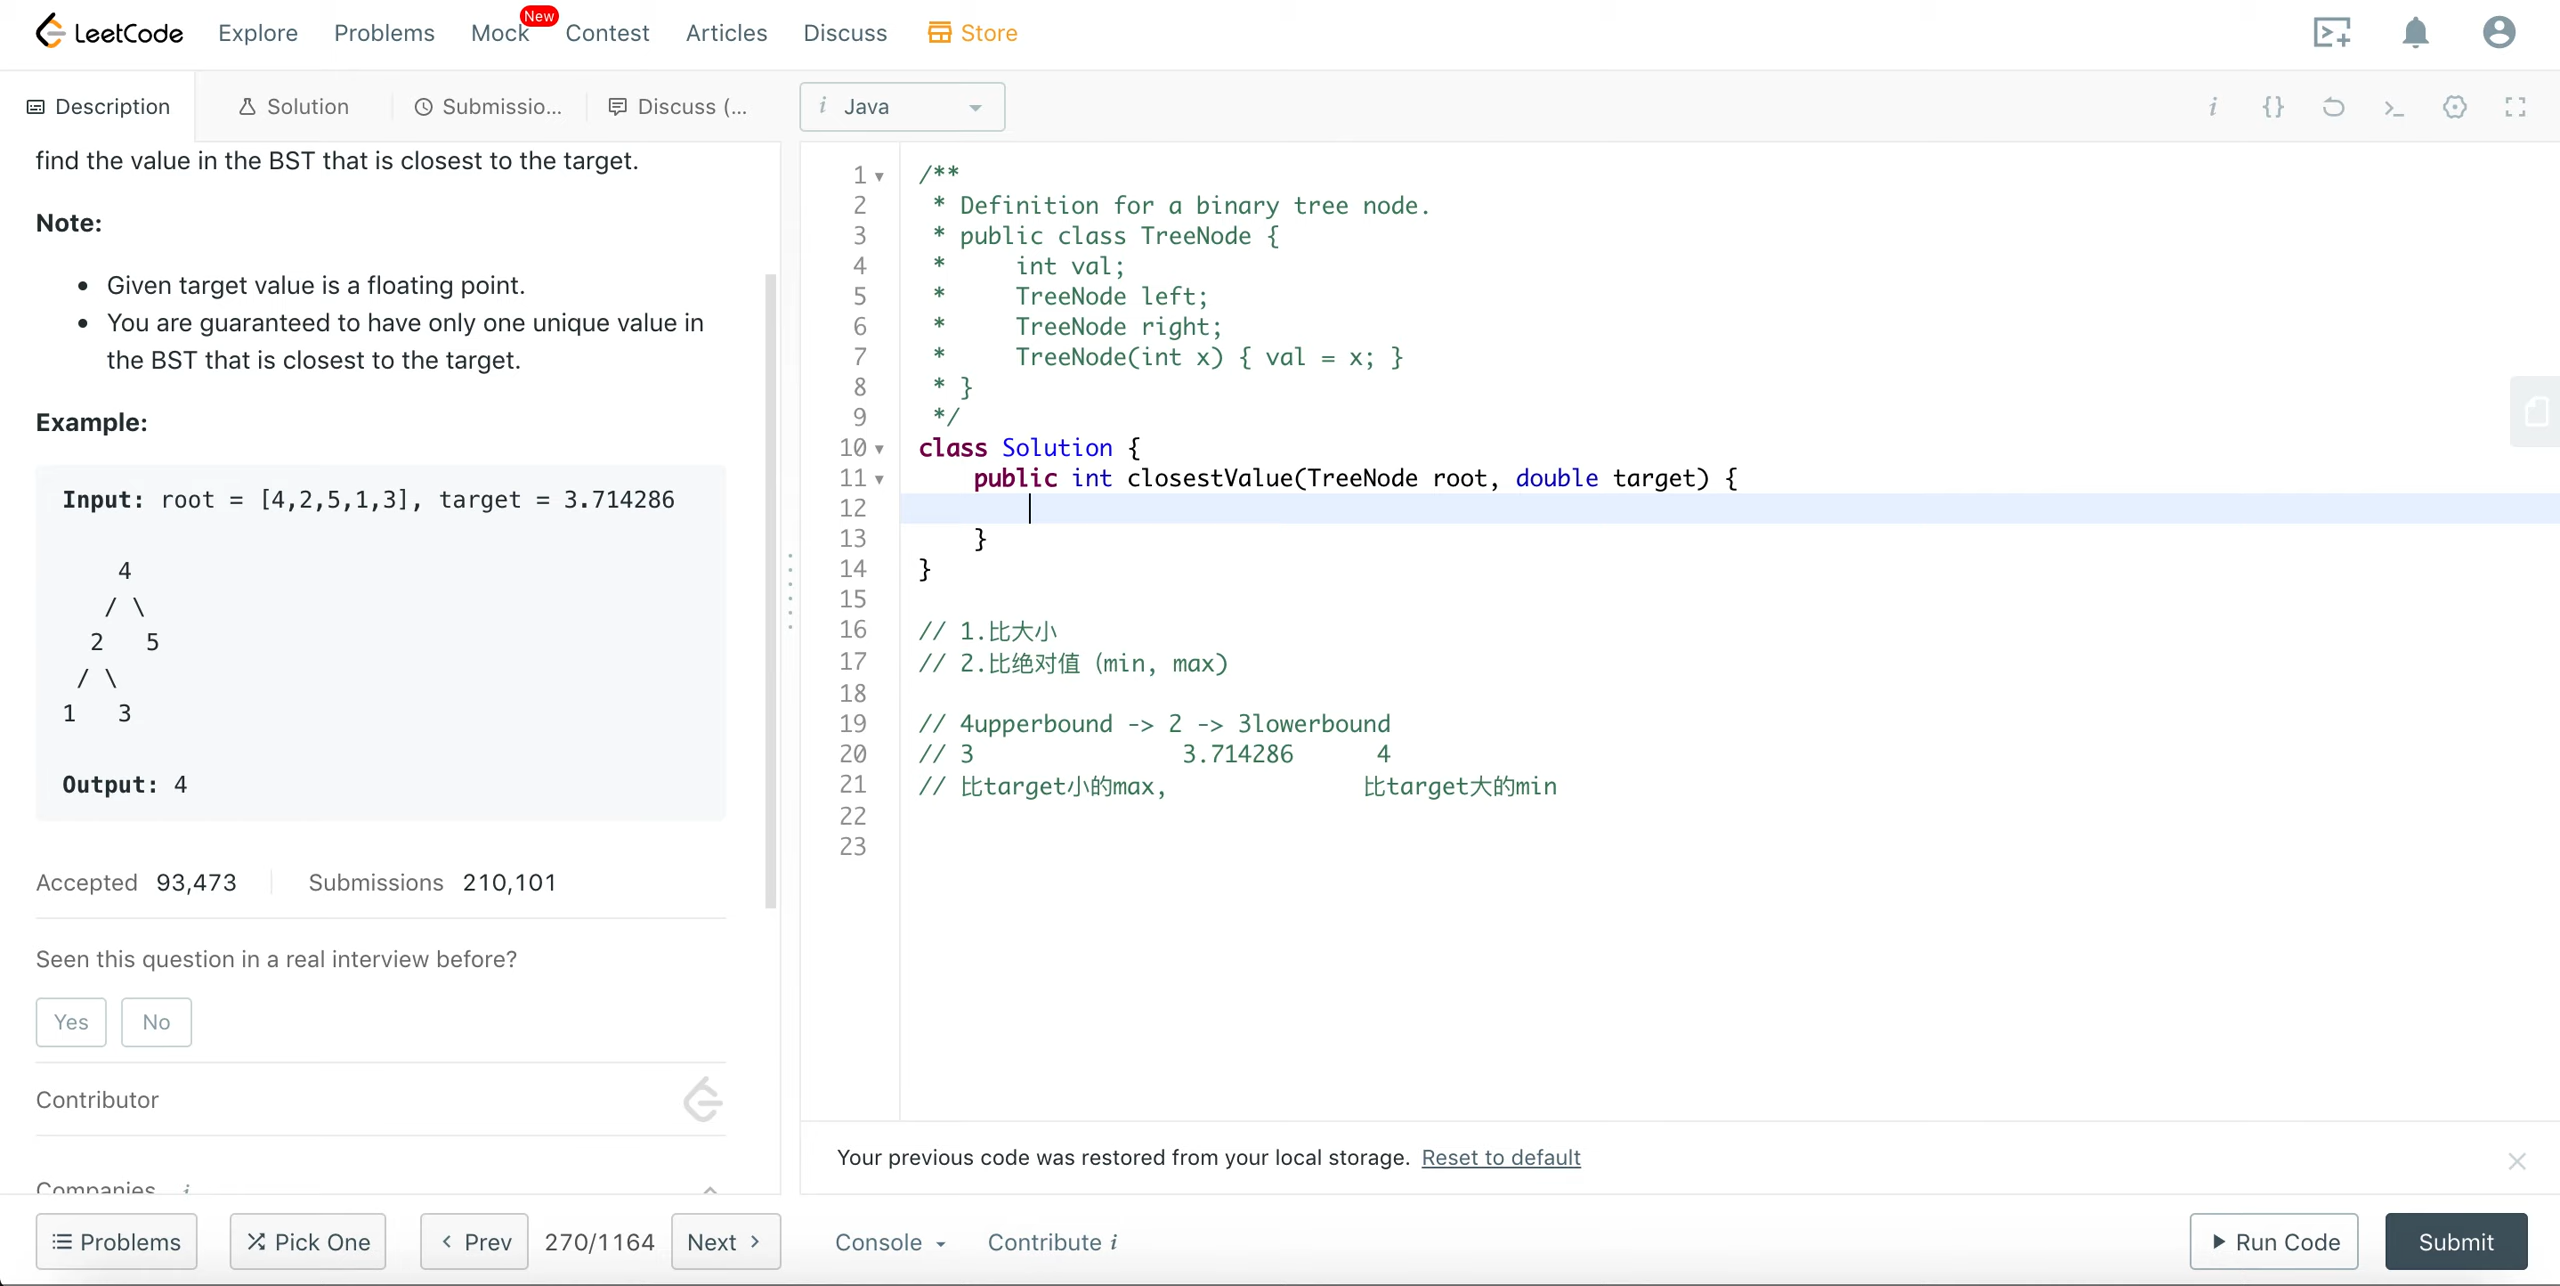 LeetCode Explore Problems Mock New Contest Articles Discuss Store
Description Solution Submissio... Discuss (...
find the value in the BST that is closest to the target.
Note:
• Given target value is a floating point.
• You are guaranteed to have only one unique value in
the BST that is closest to the target.
Example:
Input: root = [4,2,5,1,3], target = 3.714286
4
/ \
2 5
/ \
1 3
Output: 4
Accepted 93,473 Submissions 210,101
Seen this question in a real interview before?
Yes No
Contributor
Companies i
Problems Pick One Prev 270/1164 Next
i Java
i {}
1 /**
2 * Definition for a binary tree node.
3 * public class TreeNode {
4 * int val;
5 * TreeNode left;
6 * TreeNode right;
7 * TreeNode(int x) { val = x; }
8 * }
9 */
10 class Solution {
11 public int closestValue(TreeNode root, double target) {
12
13 }
14 }
15
16 // 1.比大小
17 // 2.比绝对值（min, max）
18
19 // 4upperbound -> 2 -> 3lowerbound
20 // 3 3.714286 4
21 // 比target小的max, 比target大的min
22
23
Your previous code was restored from your local storage. Reset to default
Console Contribute i Run Code Submit